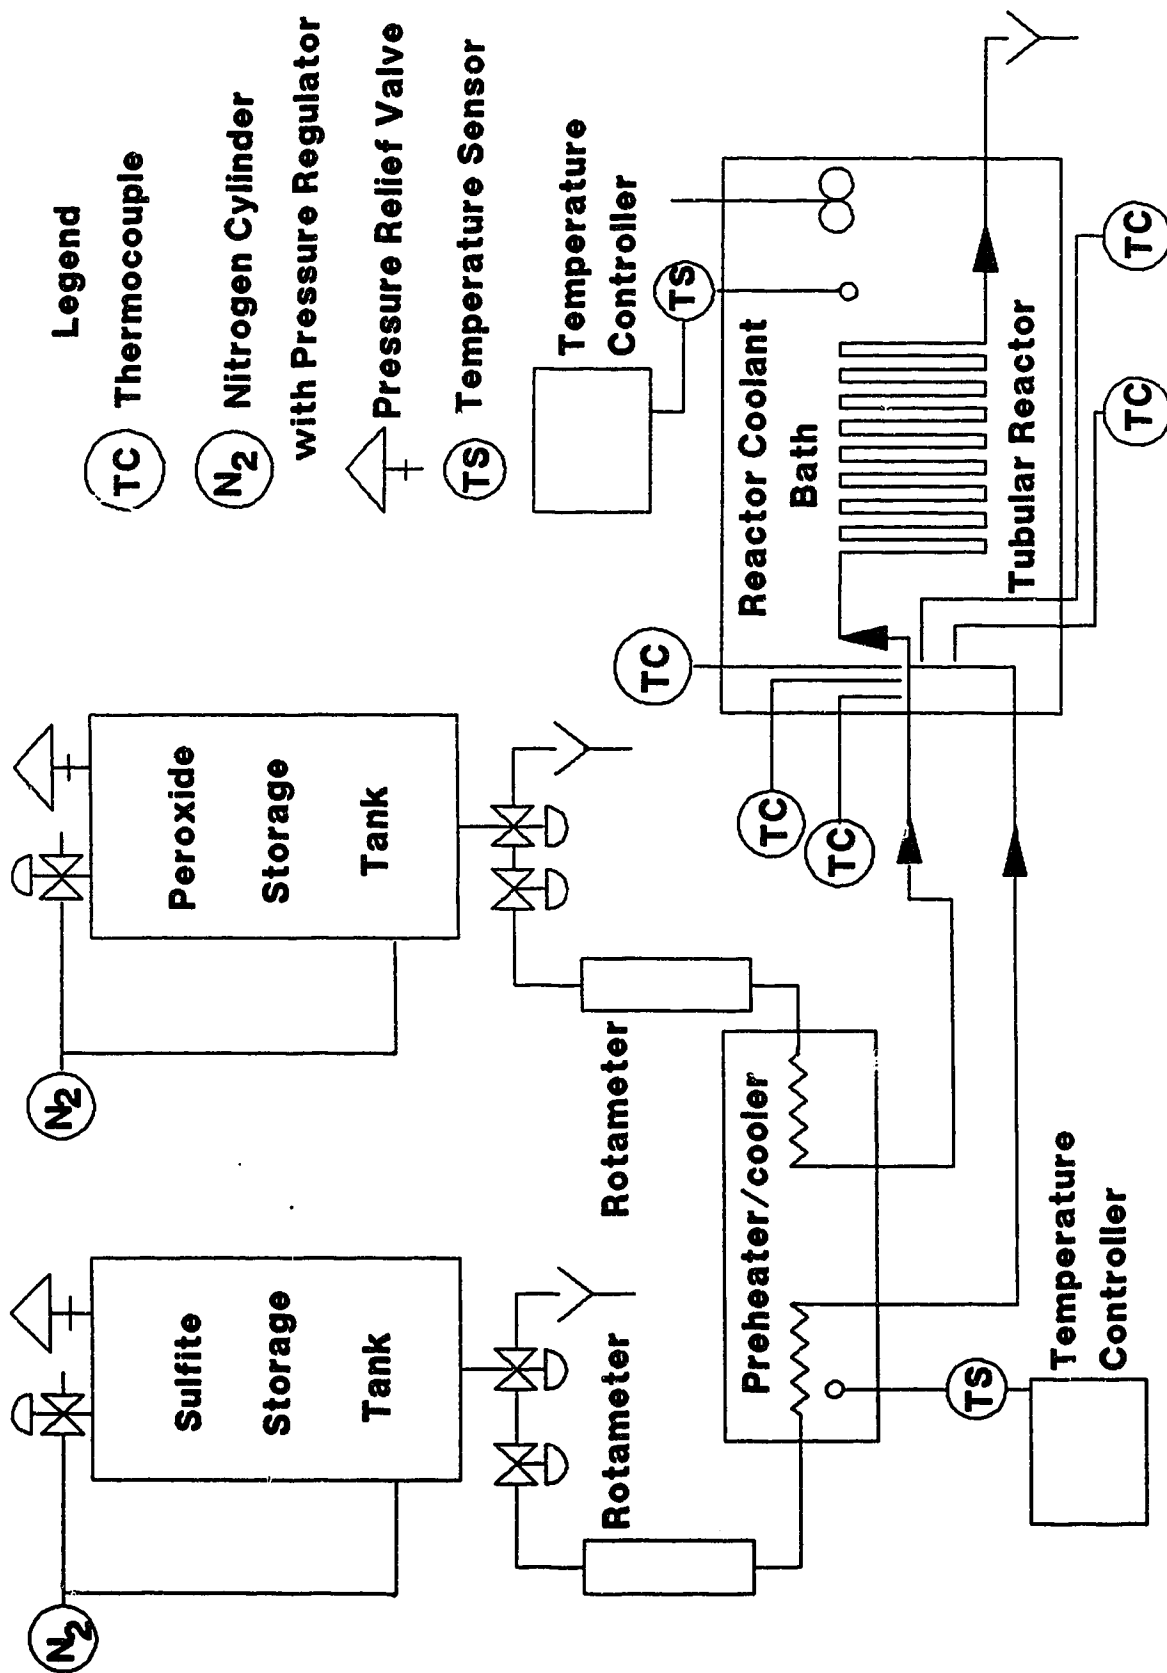 Legend
TC Thermocouple
N2 Nitrogen Cylinder
with Pressure Regulator
Pressure Relief Valve
TS Temperature Sensor
N2
Sulfite
Storage
Tank
N2
Peroxide
Storage
Tank
Rotameter
Rotameter
Preheater/cooler
TS
Temperature
Controller
TC
TC
TC
Temperature
Controller
TS
Reactor Coolant
Bath
Tubular Reactor
TC
TC